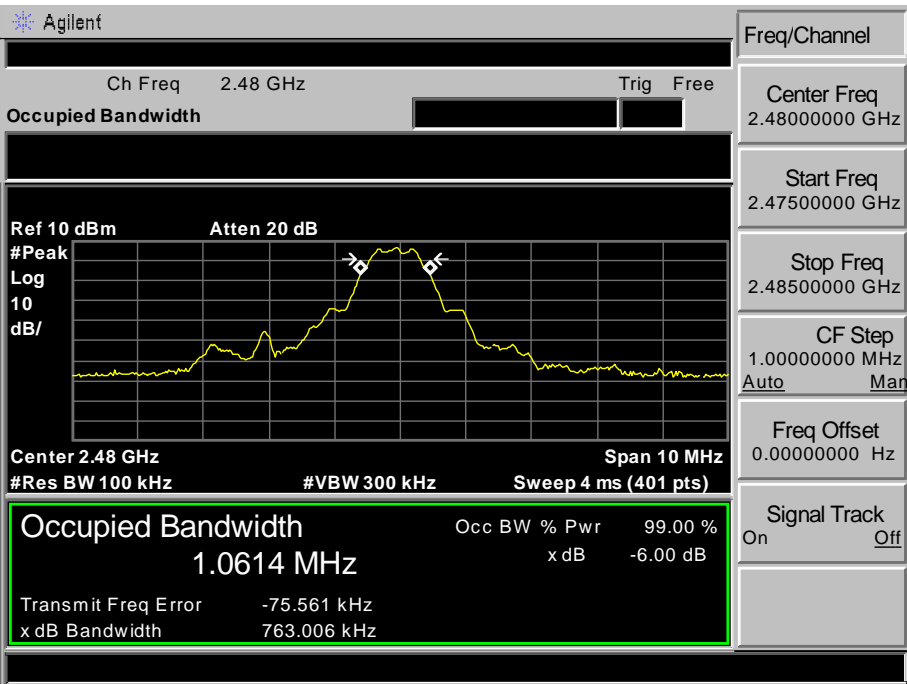 Agilent
Freq/Channel
Ch Freq 2.48 GHz Trig Free
Occupied Bandwidth
Center Freq
2.48000000 GHz
Start Freq
2.47500000 GHz
Ref 10 dBm Atten 20 dB
#Peak
Log
10
dB/
Stop Freq
2.48500000 GHz
CF Step
1.00000000 MHz
Auto Man
Freq Offset
0.00000000 Hz
Center 2.48 GHz Span 10 MHz
#Res BW 100 kHz #VBW 300 kHz Sweep 4 ms (401 pts)
Signal Track
On Off
Occupied Bandwidth
1.0614 MHz
Occ BW % Pwr 99.00 %
x dB -6.00 dB
Transmit Freq Error -75.561 kHz
x dB Bandwidth 763.006 kHz